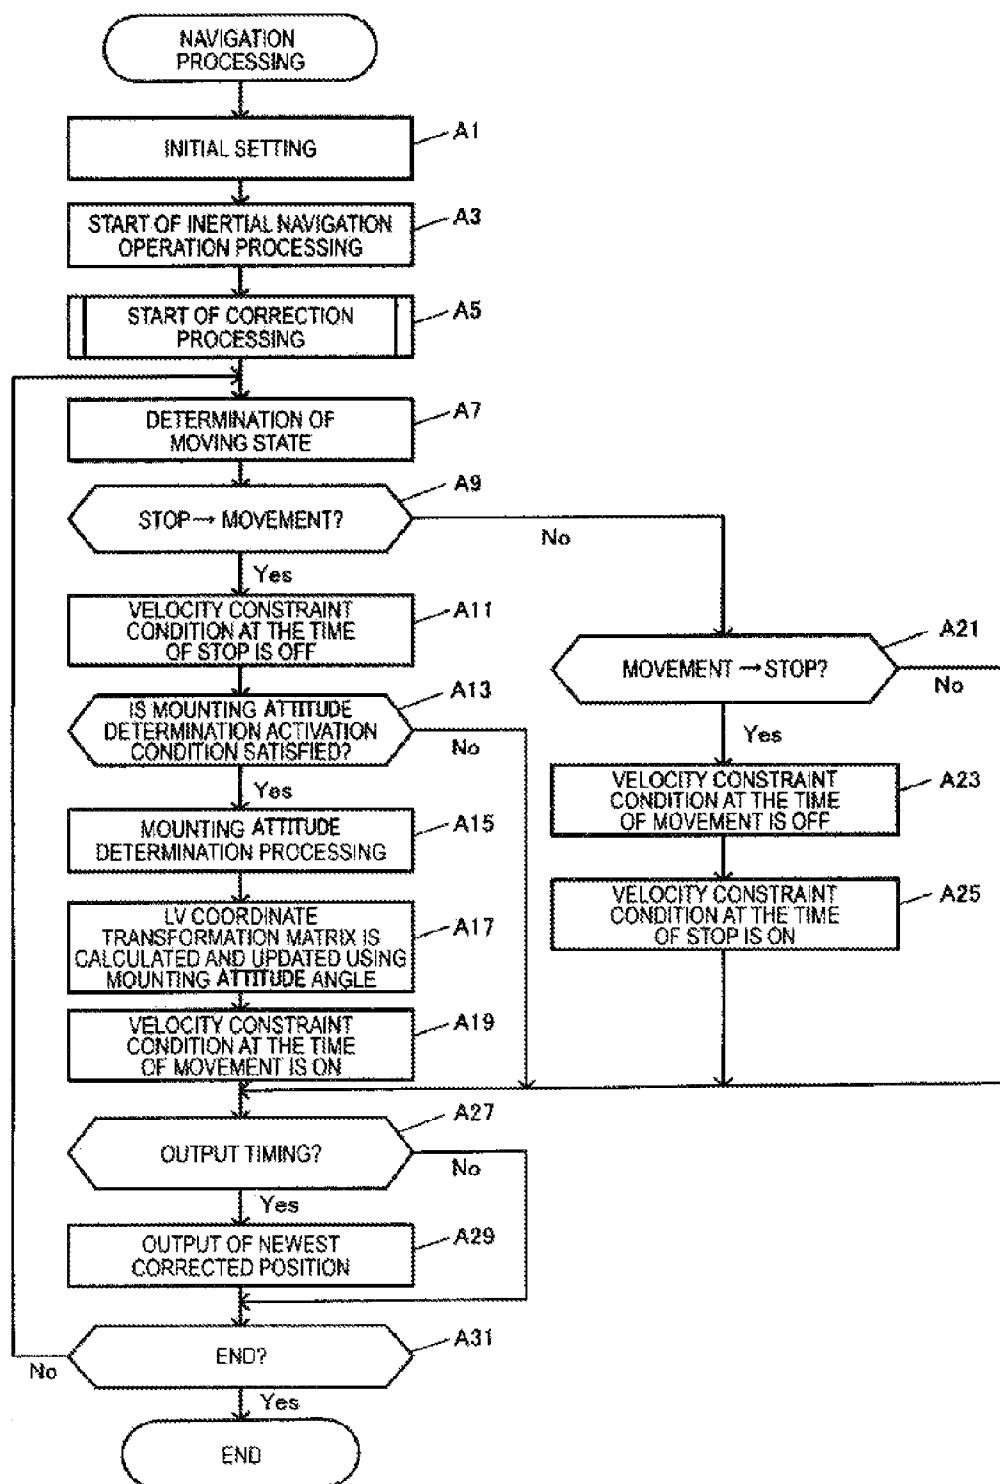 NAVIGATION
PROCESSING
A1
INITIAL SETTING
A3
START OF INERTIAL NAVIGATION
OPERATION PROCESSING
A5
START OF CORRECTION
PROCESSING
A7
DETERMINATION OF
MOVING STATE
A9
STOP→ MOVEMENT?
No
Yes
A11
VELOCITY CONSTRAINT
CONDITION AT THE TIME
OF STOP IS OFF
A13
IS MOUNTING ATTITUDE
DETERMINATION ACTIVATION
CONDITION SATISFIED?
No
Yes
A15
MOUNTING ATTITUDE
DETERMINATION PROCESSING
A17
LV COORDINATE
TRANSFORMATION MATRIX IS
CALCULATED AND UPDATED USING
MOUNTING ATTITUDE ANGLE
A19
VELOCITY CONSTRAINT
CONDITION AT THE TIME
OF MOVEMENT IS ON
A21
MOVEMENT →STOP?
No
Yes
A23
VELOCITY CONSTRAINT
CONDITION AT THE TIME
OF MOVEMENT IS OFF
A25
VELOCITY CONSTRAINT
CONDITION AT THE TIME
OF STOP IS ON
A27
OUTPUT TIMING?
No
Yes
A29
OUTPUT OF NEWEST
CORRECTED POSITION
A31
END?
No
Yes
END